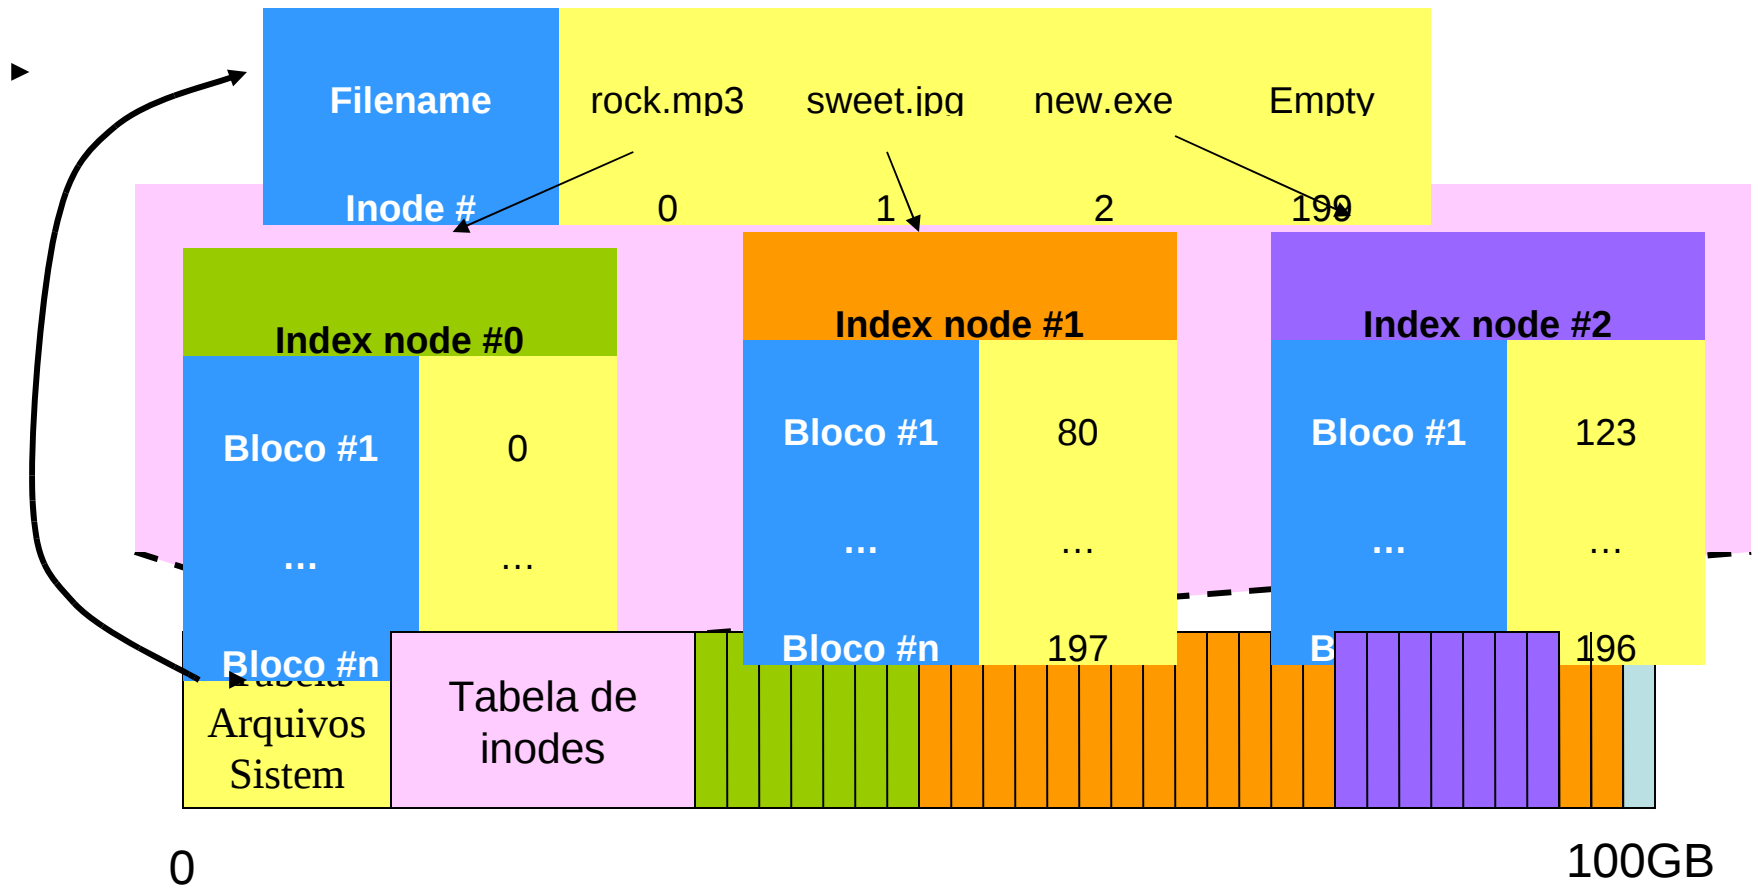 Filename rock.mp3 sweet.jpg new.exe Empty
Inode # 0 1 2 199
Index node #0
Bloco #1 0
... ...
Bloco #n
Index node #1
Bloco #1 80
... ...
Bloco #n 197
Index node #2
Bloco #1 123
... ...
B 196
Tabela
Arquivos
Sistem
Tabela de
inodes
0
100GB